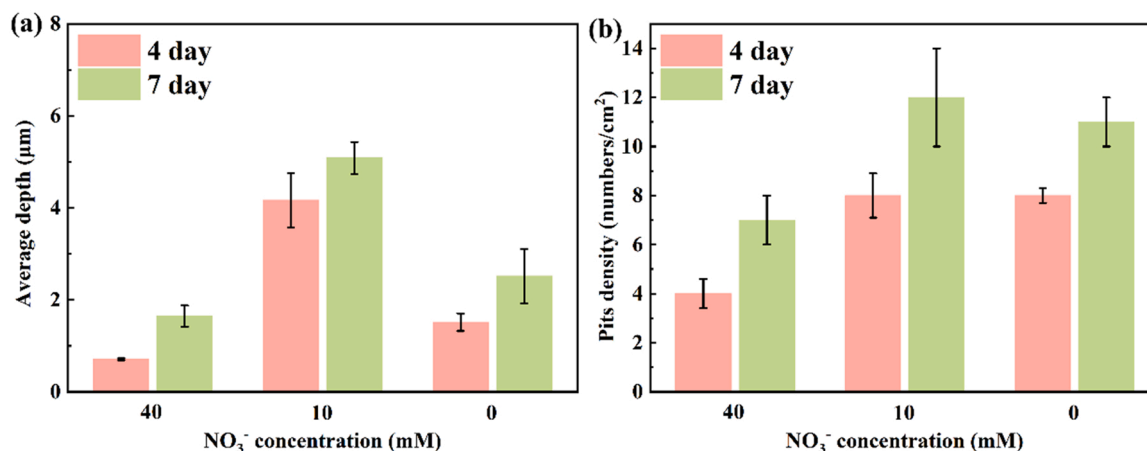 (a)
8
6
4
2
0
Average depth (μm)
4 day
7 day
40
10
0
NO₃⁻ concentration (mM)
(b)
14
12
10
8
6
4
2
0
Pits density (numbers/cm²)
4 day
7 day
40
10
0
NO₃⁻ concentration (mM)